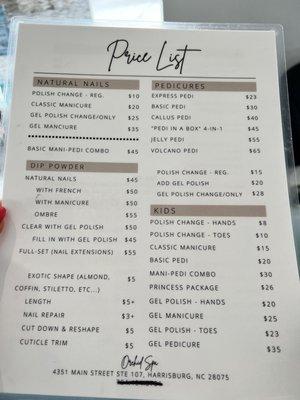 Price List
NATURAL NAILS
POLISH CHANGE - REG. $10
CLASSIC MANICURE $20
GEL POLISH CHANGE/ONLY $25
GEL MANCIURE $35
BASIC MANI-PEDI COMBO $45
DIP POWDER
NATURAL NAILS $45
WITH FRENCH $50
WITH MANICURE $50
OMBRE $55
CLEAR WITH GEL POLISH $50
FILL IN WITH GEL POLISH $45
FULL-SET (NAIL EXTENSIONS) $55
EXOTIC SHAPE (ALMOND, $5
COFFIN, STILETTO, ETC...)
LENGTH $5+
NAIL REPAIR $3+
CUT DOWN & RESHAPE $5
CUTICLE TRIM $5
PEDICURES
EXPRESS PEDI $23
BASIC PEDI $30
CALLUS PEDI $40
"PEDI IN A BOX" 4-IN-1 $45
JELLY PEDI $55
VOLCANO PEDI $65
POLISH CHANGE - REG. $15
ADD GEL POLISH $20
GEL POLISH CHANGE/ONLY $28
KIDS
POLISH CHANGE - HANDS $8
POLISH CHANGE - TOES $10
CLASSIC MANICURE $15
BASIC PEDI $20
MANI-PEDI COMBO $30
PRINCESS PACKAGE $26
GEL POLISH - HANDS $20
GEL MANICURE $25
GEL POLISH - TOES $23
GEL PEDICURE $35
Orchid Spa
4351 MAIN STREET STE 107, HARRISBURG, NC 28075